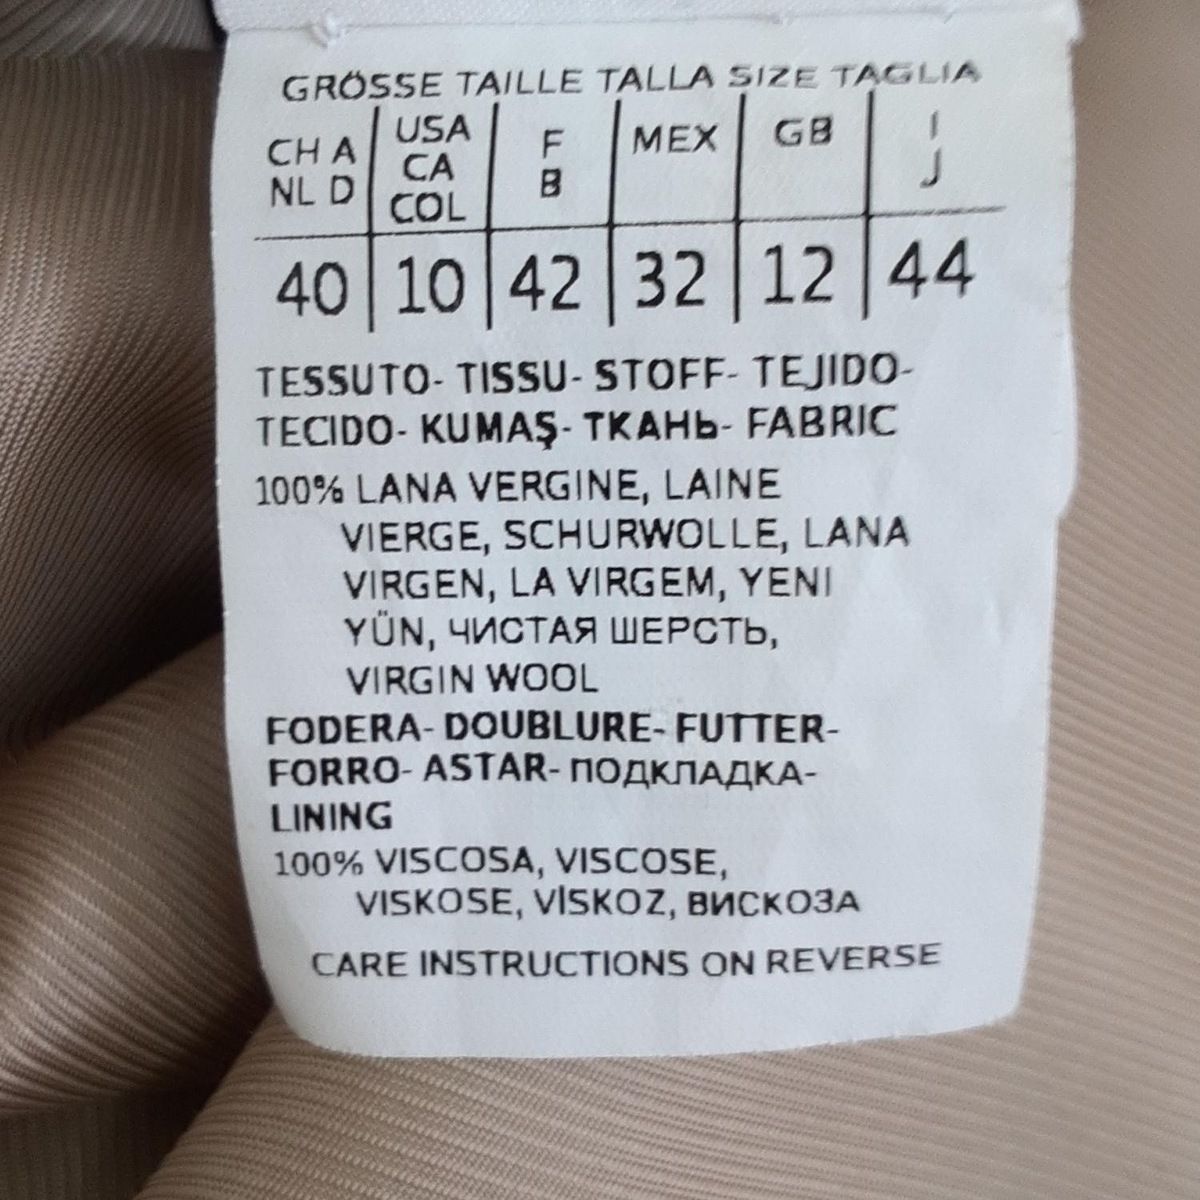 GRÖSSE TAILLE TALLA SIZE TAGLIA
CH A NL D | USA CA COL | F B | MEX | GB | I J
40 | 10 | 42 | 32 | 12 | 44
TESSUTO- TISSU- STOFF- TEJIDO-
TECIDO- KUMAŞ- ТКАНЬ- FABRIC
100% LANA VERGINE, LAINE
VIERGE, SCHURWOLLE, LANA
VIRGEN, LA VIRGEM, YENI
YÜN, ЧИСТАЯ ШЕРСТЬ,
VIRGIN WOOL
FODERA- DOUBLURE- FUTTER-
FORRO- ASTAR- ПОДКЛАДКА-
LINING
100% VISCOSA, VISCOSE,
VISKOSE, VİSKOZ, ВИСКОЗА
CARE INSTRUCTIONS ON REVERSE